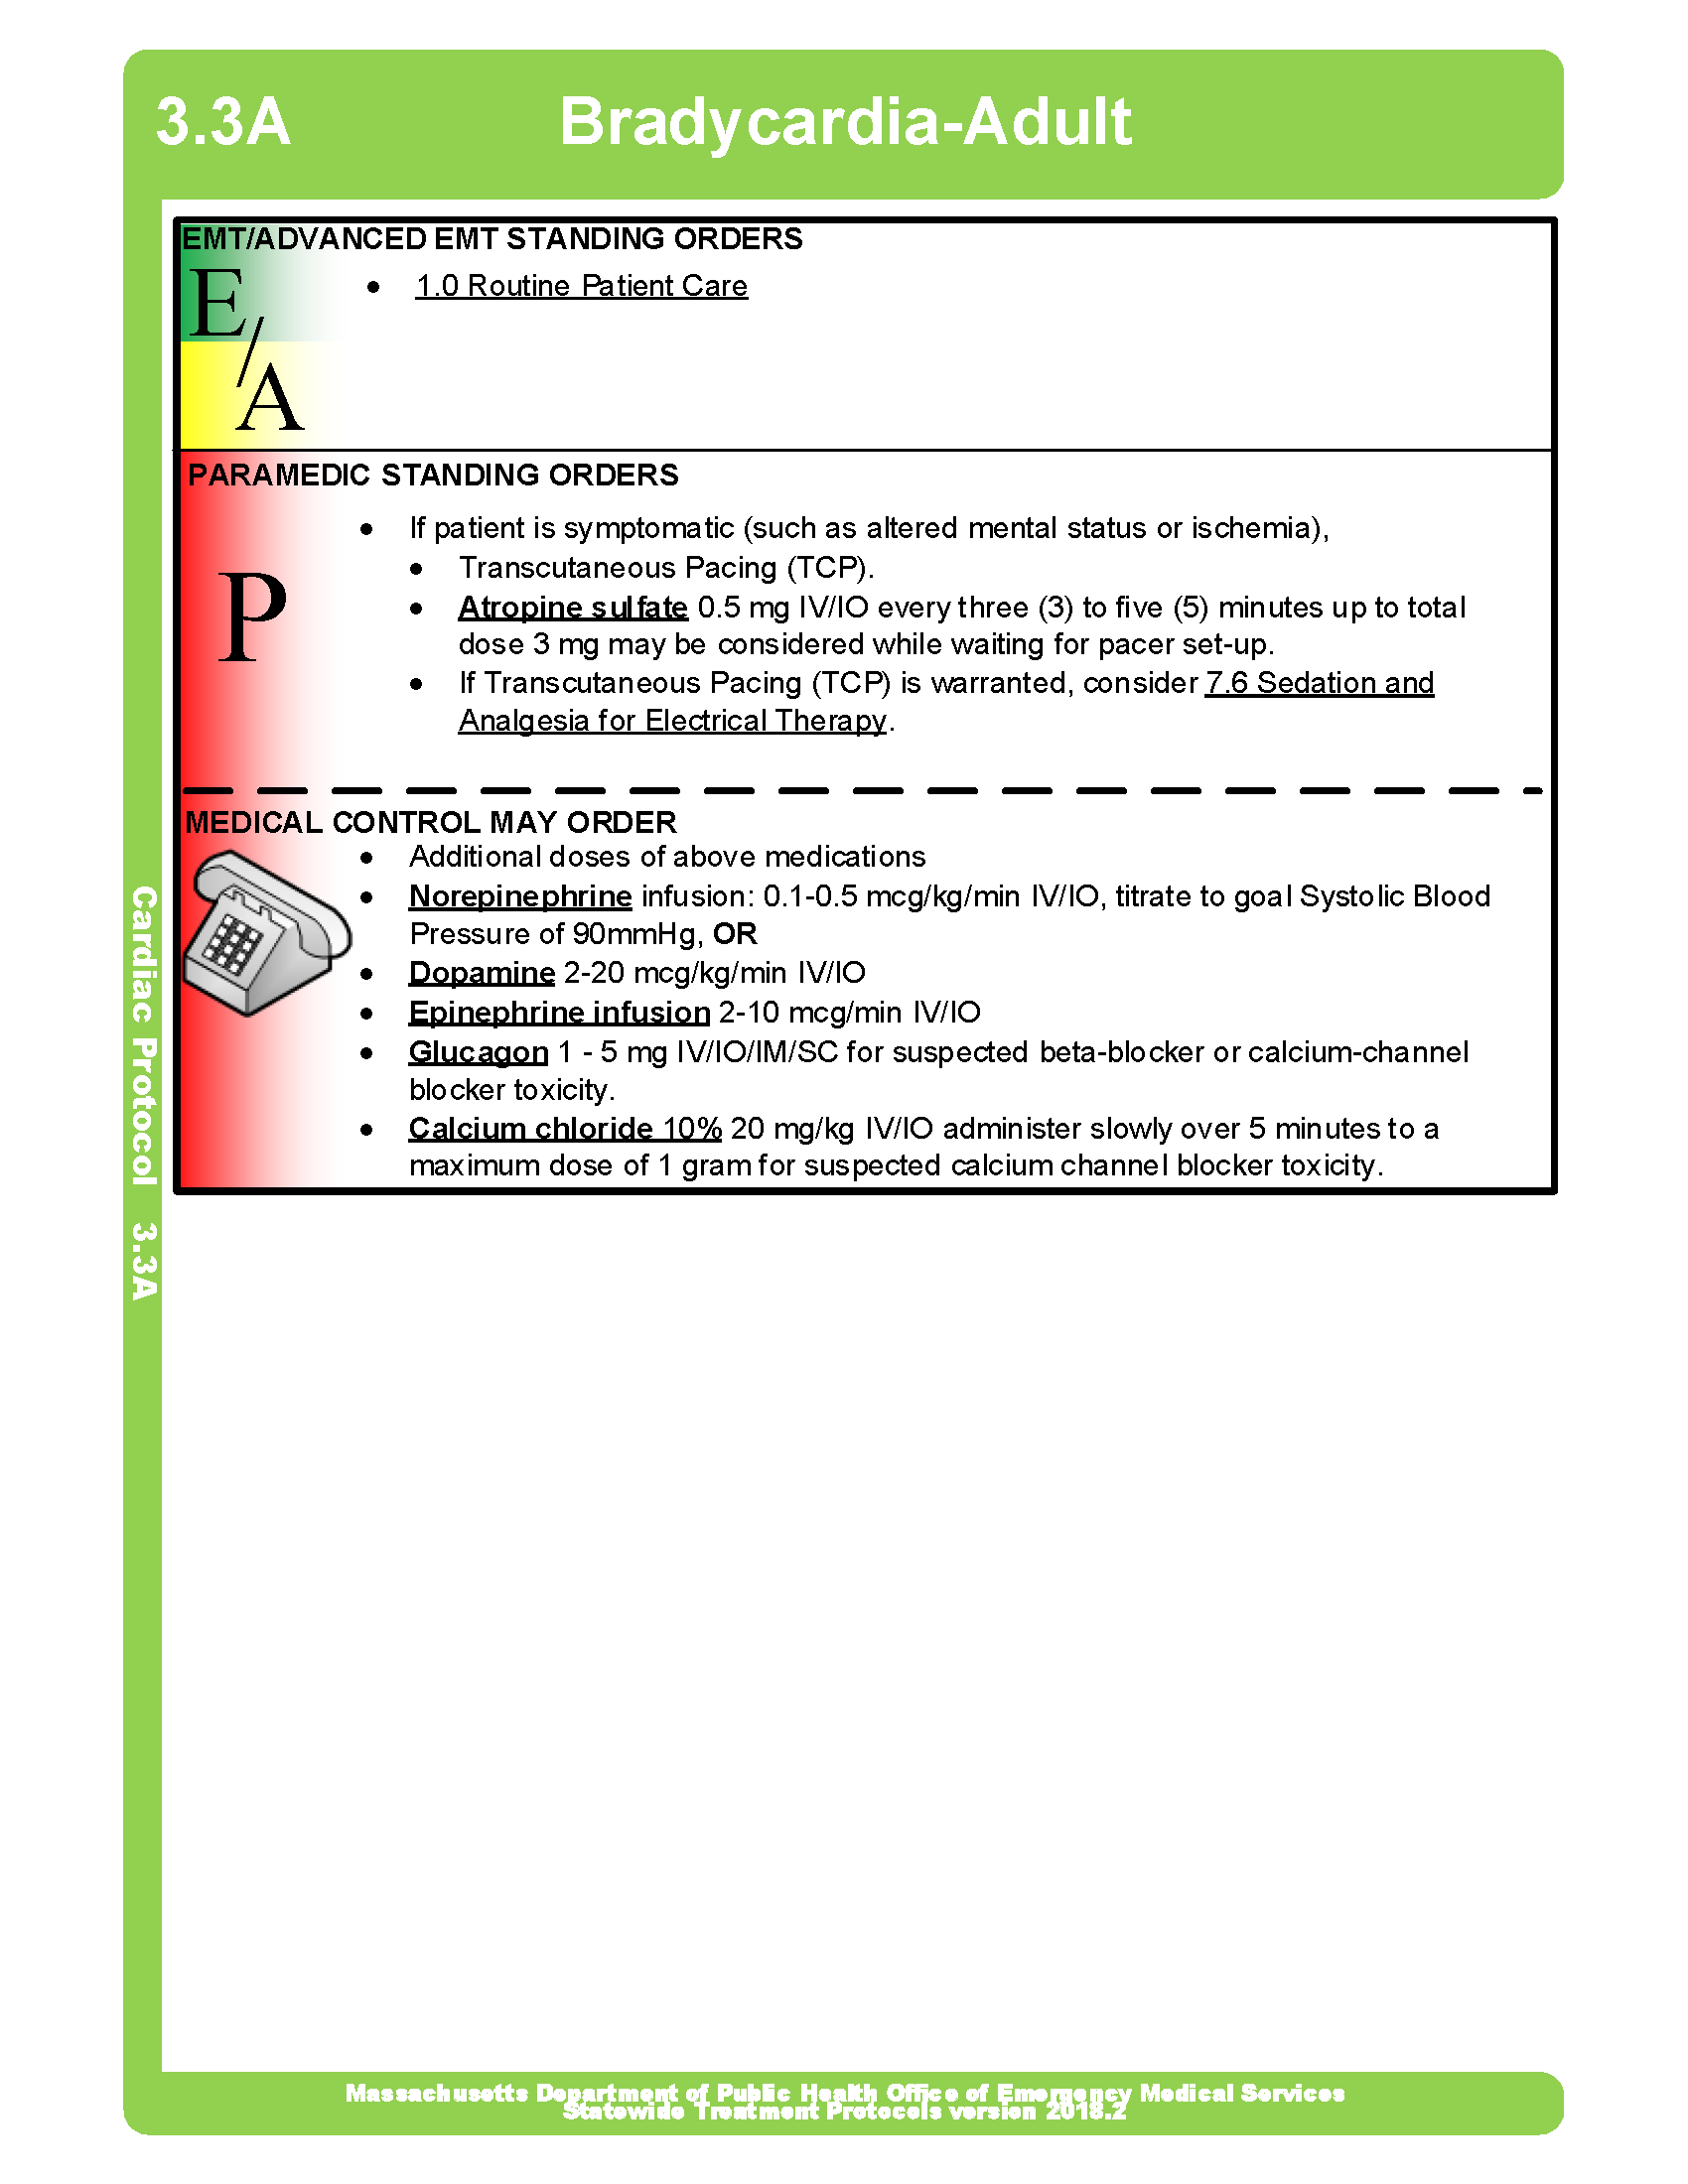 3.3A Bradycardia-Adult
EMT/ADVANCED EMT STANDING ORDERS
E/A
• 1.0 Routine Patient Care
PARAMEDIC STANDING ORDERS
P
• If patient is symptomatic (such as altered mental status or ischemia),
• Transcutaneous Pacing (TCP).
• Atropine sulfate 0.5 mg IV/IO every three (3) to five (5) minutes up to total
dose 3 mg may be considered while waiting for pacer set-up.
• If Transcutaneous Pacing (TCP) is warranted, consider 7.6 Sedation and
Analgesia for Electrical Therapy.
MEDICAL CONTROL MAY ORDER
• Additional doses of above medications
• Norepinephrine infusion: 0.1-0.5 mcg/kg/min IV/IO, titrate to goal Systolic Blood
Pressure of 90mmHg, OR
• Dopamine 2-20 mcg/kg/min IV/IO
• Epinephrine infusion 2-10 mcg/min IV/IO
• Glucagon 1 - 5 mg IV/IO/IM/SC for suspected beta-blocker or calcium-channel
blocker toxicity.
• Calcium chloride 10% 20 mg/kg IV/IO administer slowly over 5 minutes to a
maximum dose of 1 gram for suspected calcium channel blocker toxicity.
Cardiac Protocol 3.3A
Massachusetts Department of Public Health Office of Emergency Medical Services
Statewide Treatment Protocols version 2018.2